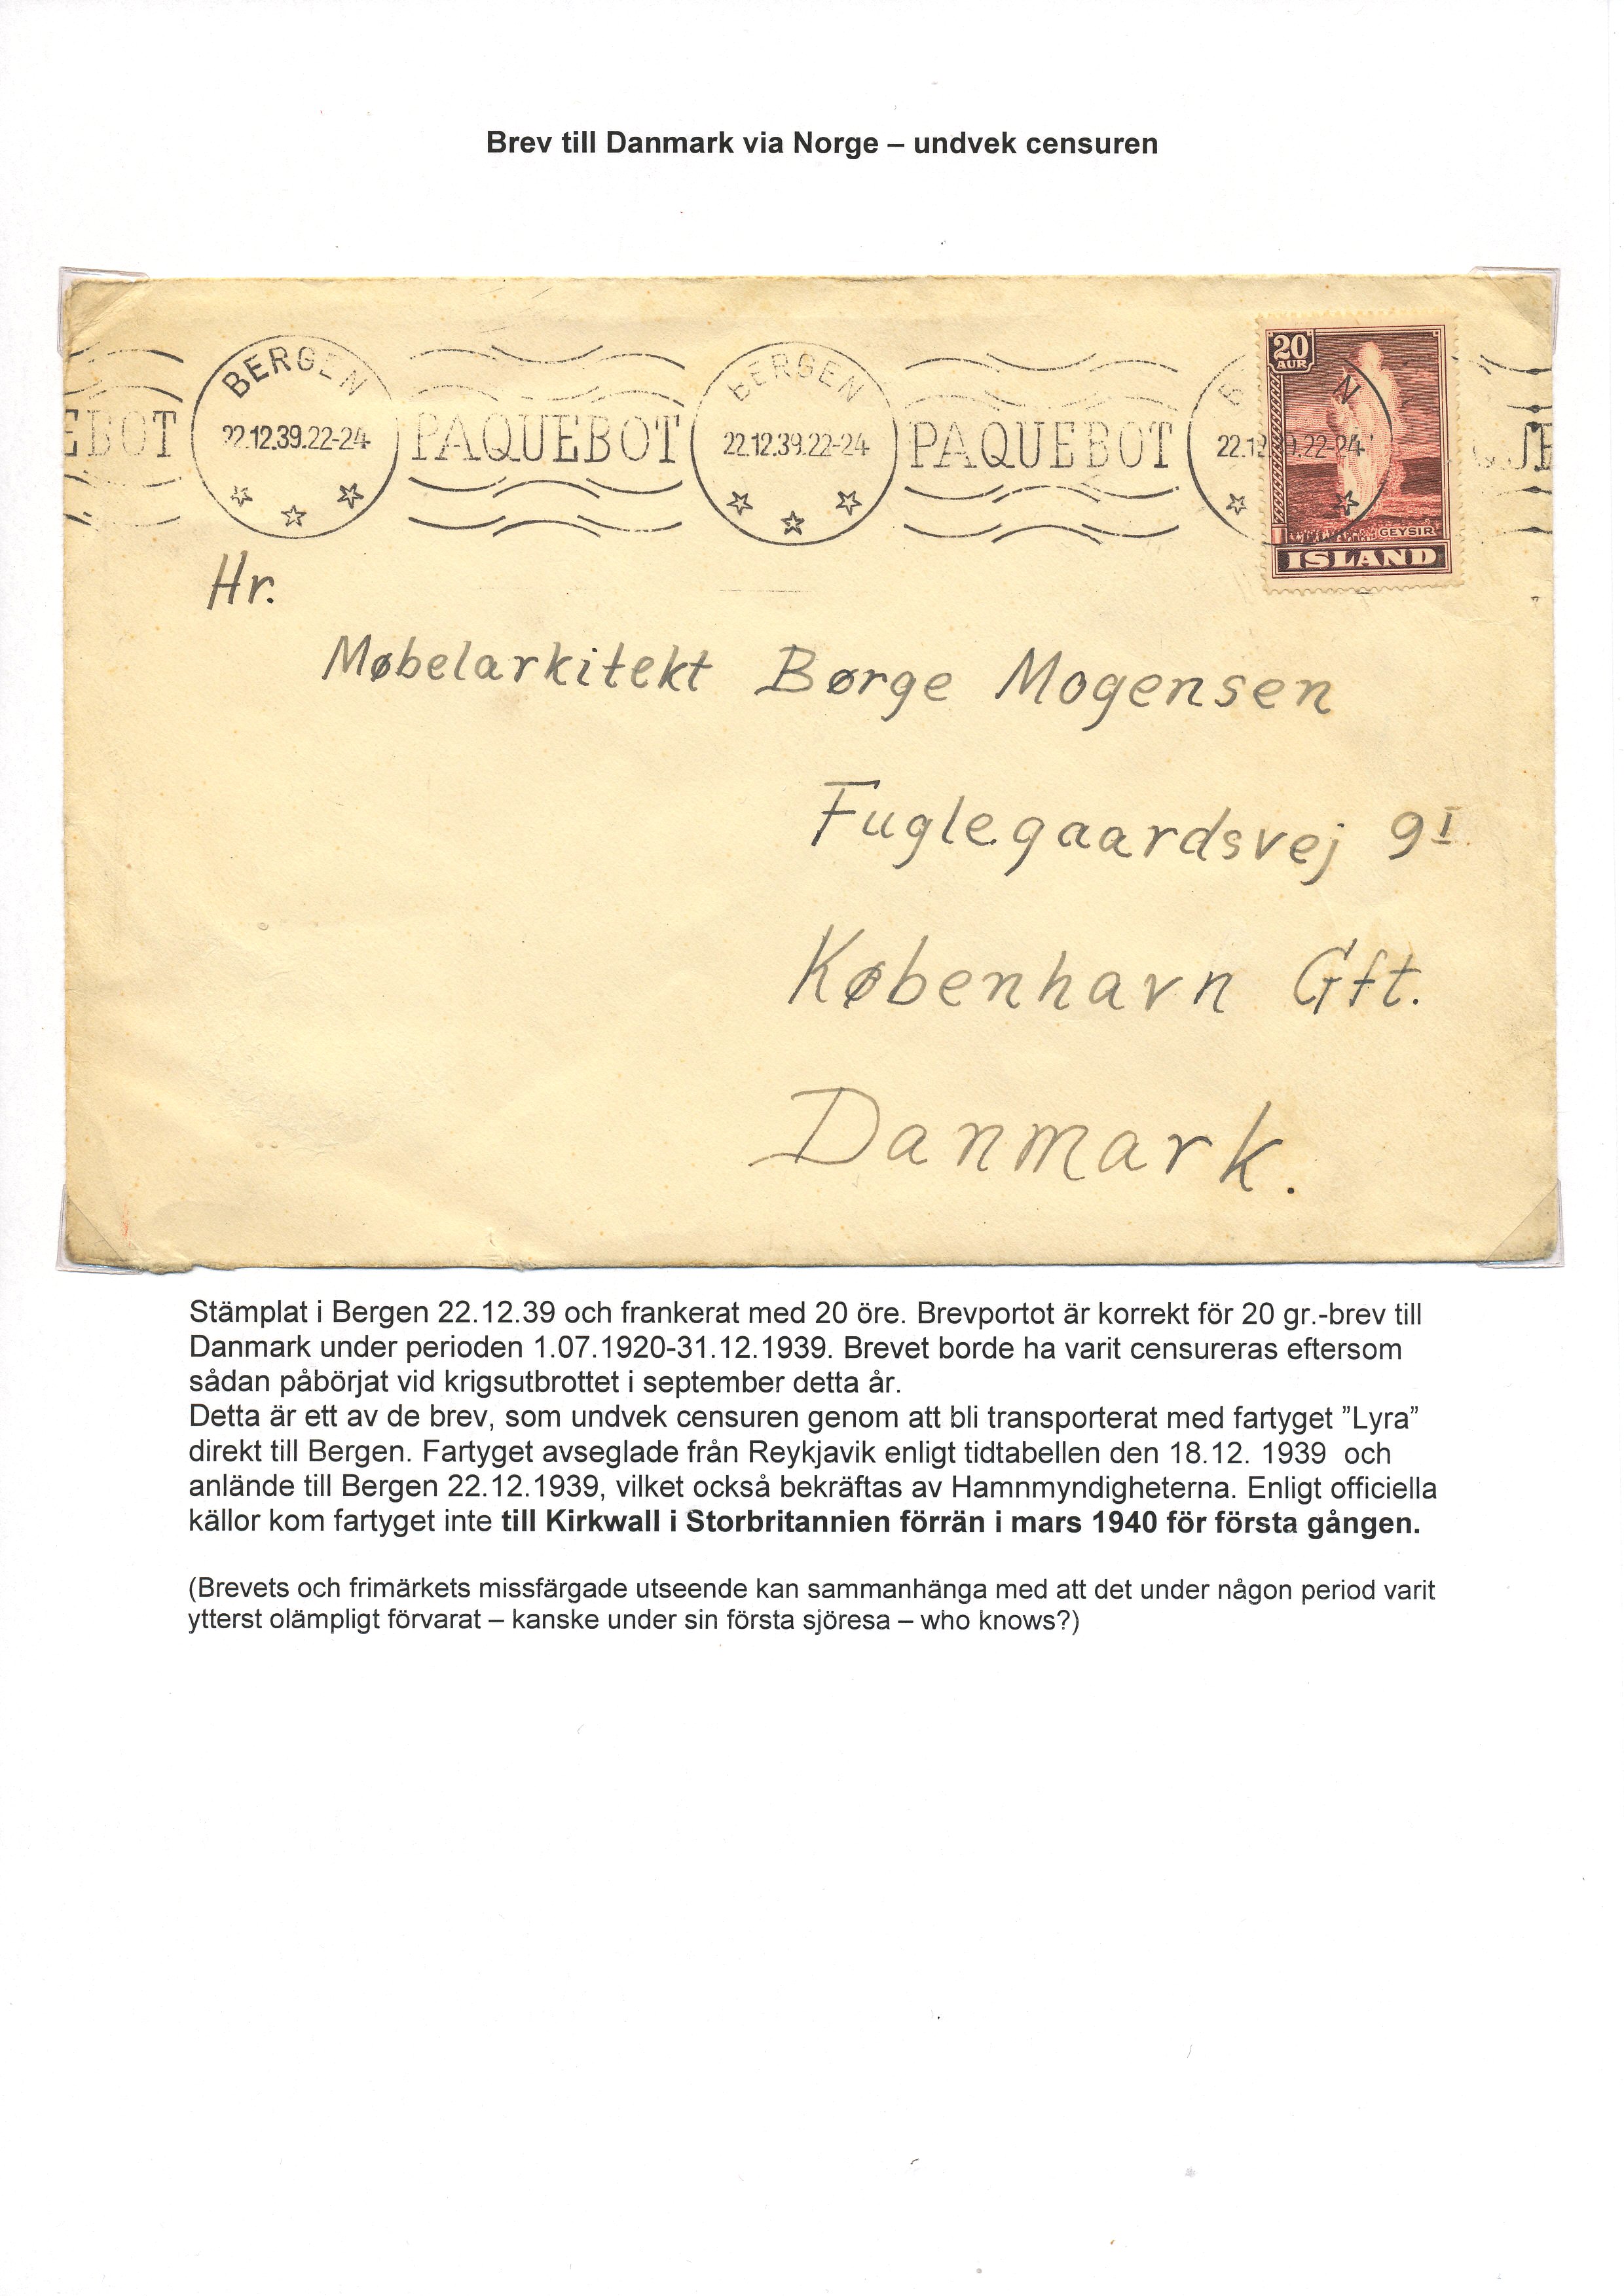 Brev till Danmark via Norge – undvek censuren
BERGEN BERGEN N
EBOT 22.12.39.22-24 PAQUEBOT 22.12.39.22-24 PAQUEBOT
20
AUR
GEYSIR
ISLAND
Hr.
Møbelarkitekt Børge Mogensen
Fuglegaardsvej 9 I
København Gft.
Danmark.
Stämplat i Bergen 22.12.39 och frankerat med 20 öre. Brevportot är korrekt för 20 gr.-brev till
Danmark under perioden 1.07.1920-31.12.1939. Brevet borde ha varit censureras eftersom
sådan påbörjat vid krigsutbrottet i september detta år.
Detta är ett av de brev, som undvek censuren genom att bli transporterat med fartyget ”Lyra”
direkt till Bergen. Fartyget avseglade från Reykjavik enligt tidtabellen den 18.12. 1939 och
anlände till Bergen 22.12.1939, vilket också bekräftas av Hamnmyndigheterna. Enligt officiella
källor kom fartyget inte till Kirkwall i Storbritannien förrän i mars 1940 för första gången.
(Brevets och frimärkets missfärgade utseende kan sammanhänga med att det under någon period varit
ytterst olämpligt förvarat – kanske under sin första sjöresa – who knows?)